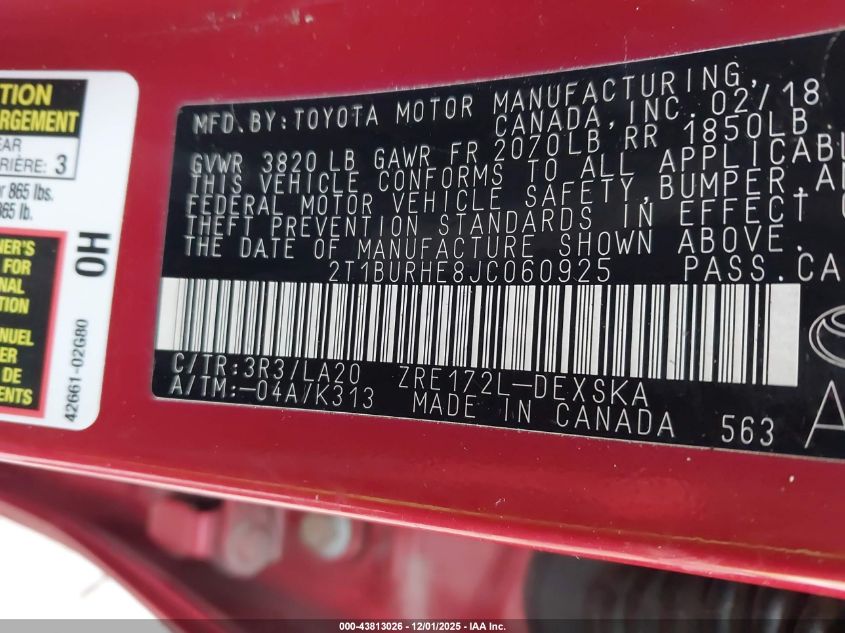 TION
ARGEMENT
EAR
RRIÈRE: 3
r 865 lbs.
865 lb.
NER'S
FOR
NAL
TION
NUEL
R DE
ENTS
OH
42661-02G80
MFD. BY: TOYOTA MOTOR MANUFACTURING,
CANADA, INC. 02/18
GVWR 3820 LB GAWR FR 2070LB RR 1850LB
THIS VEHICLE CONFORMS TO ALL APPLICABL
FEDERAL MOTOR VEHICLE SAFETY, BUMPER, AN
THEFT PREVENTION STANDARDS IN EFFECT
THE DATE OF MANUFACTURE SHOWN ABOVE.
2T1BURHE8JC060925 PASS.CA
C/TR:3R3/LA20 ZRE172L-DEXSKA
A/TM:-04A/K313 MADE IN CANADA 563
000-43813026 - 12/01/2025 - IAA Inc.